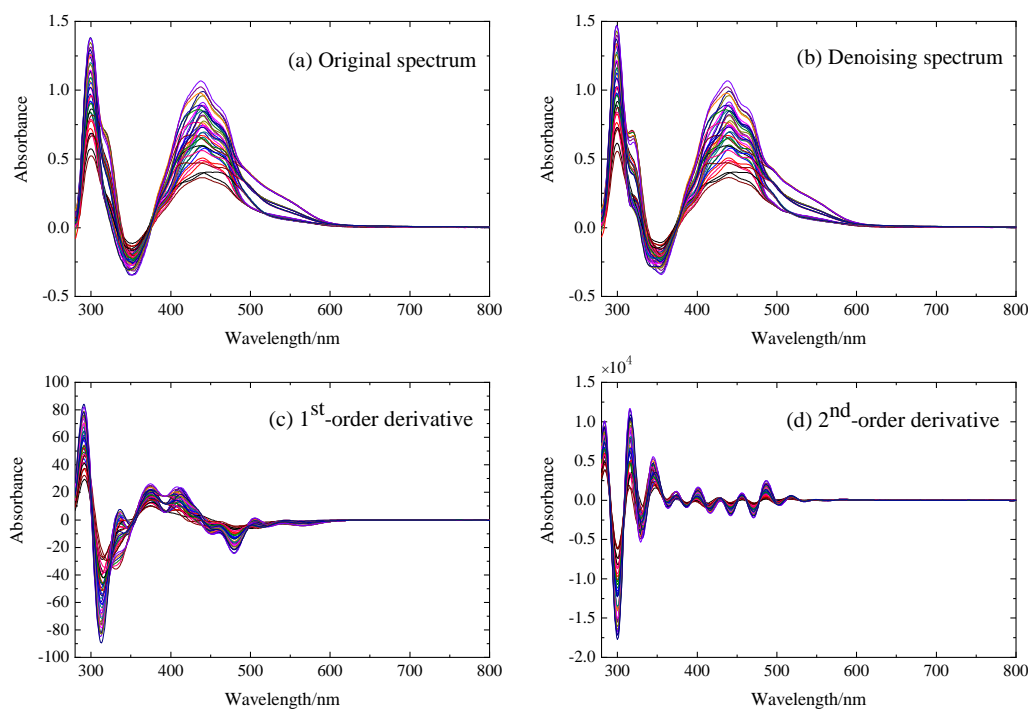 (a) Original spectrum
Absorbance
1.5
1.0
0.5
0.0
-0.5
300 400 500 600 700 800
Wavelength/nm
(b) Denoising spectrum
Absorbance
1.5
1.0
0.5
0.0
-0.5
300 400 500 600 700 800
Wavelength/nm
(c) 1st-order derivative
Absorbance
100
80
60
40
20
0
-20
-40
-60
-80
-100
300 400 500 600 700 800
Wavelength/nm
×10⁴
(d) 2nd-order derivative
Absorbance
1.5
1.0
0.5
0.0
-0.5
-1.0
-1.5
-2.0
300 400 500 600 700 800
Wavelength/nm